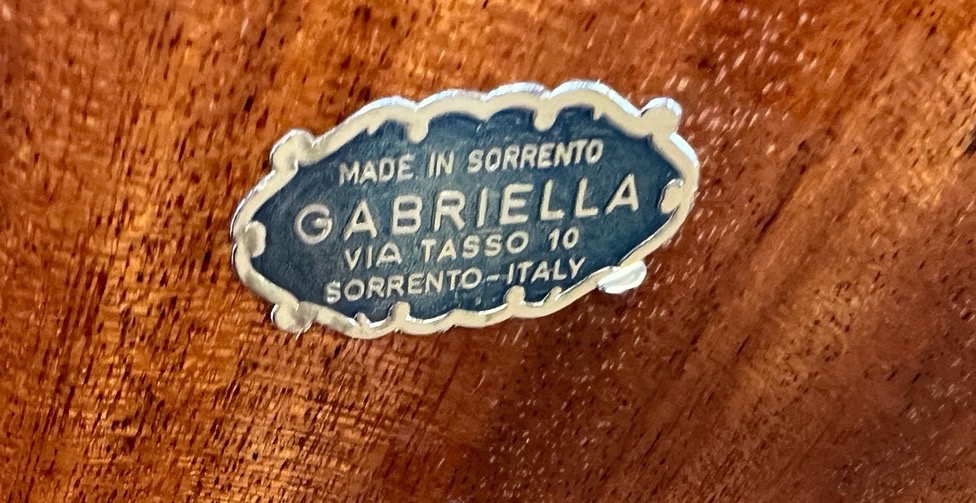 MADE IN SORRENTO
GABRIELLA
VIA TASSO 10
SORRENTO-ITALY